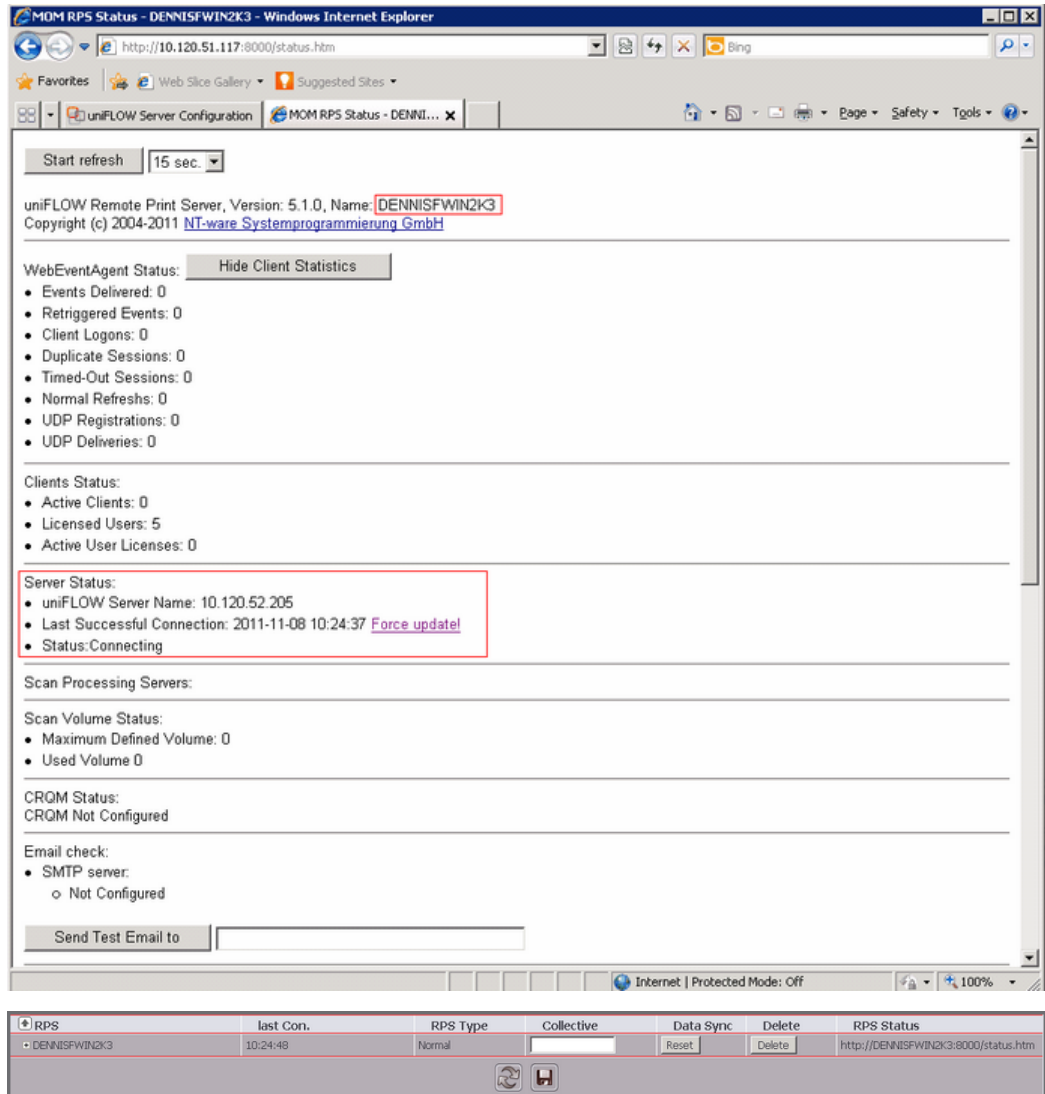 MOM RPS Status - DENNISFWIN2K3 - Windows Internet Explorer
http://10.120.51.117:8000/status.htm
Bing
Favorites Web Slice Gallery Suggested Sites
uniFLOW Server Configuration MOM RPS Status - DENNI... Page Safety Tools
Start refresh 15 sec.
uniFLOW Remote Print Server, Version: 5.1.0, Name: DENNISFWIN2K3
Copyright (c) 2004-2011 NT-ware Systemprogrammierung GmbH
WebEventAgent Status: Hide Client Statistics
• Events Delivered: 0
• Retriggered Events: 0
• Client Logons: 0
• Duplicate Sessions: 0
• Timed-Out Sessions: 0
• Normal Refreshs: 0
• UDP Registrations: 0
• UDP Deliveries: 0
Clients Status:
• Active Clients: 0
• Licensed Users: 5
• Active User Licenses: 0
Server Status:
• uniFLOW Server Name: 10.120.52.205
• Last Successful Connection: 2011-11-08 10:24:37 Force update!
• Status:Connecting
Scan Processing Servers:
Scan Volume Status:
• Maximum Defined Volume: 0
• Used Volume 0
CRQM Status:
CRQM Not Configured
Email check:
• SMTP server:
o Not Configured
Send Test Email to
Internet | Protected Mode: Off 100%
RPS last Con. RPS Type Collective Data Sync Delete RPS Status
DENNISFWIN2K3 10:24:48 Normal Reset Delete http://DENNISFWIN2K3:8000/status.htm